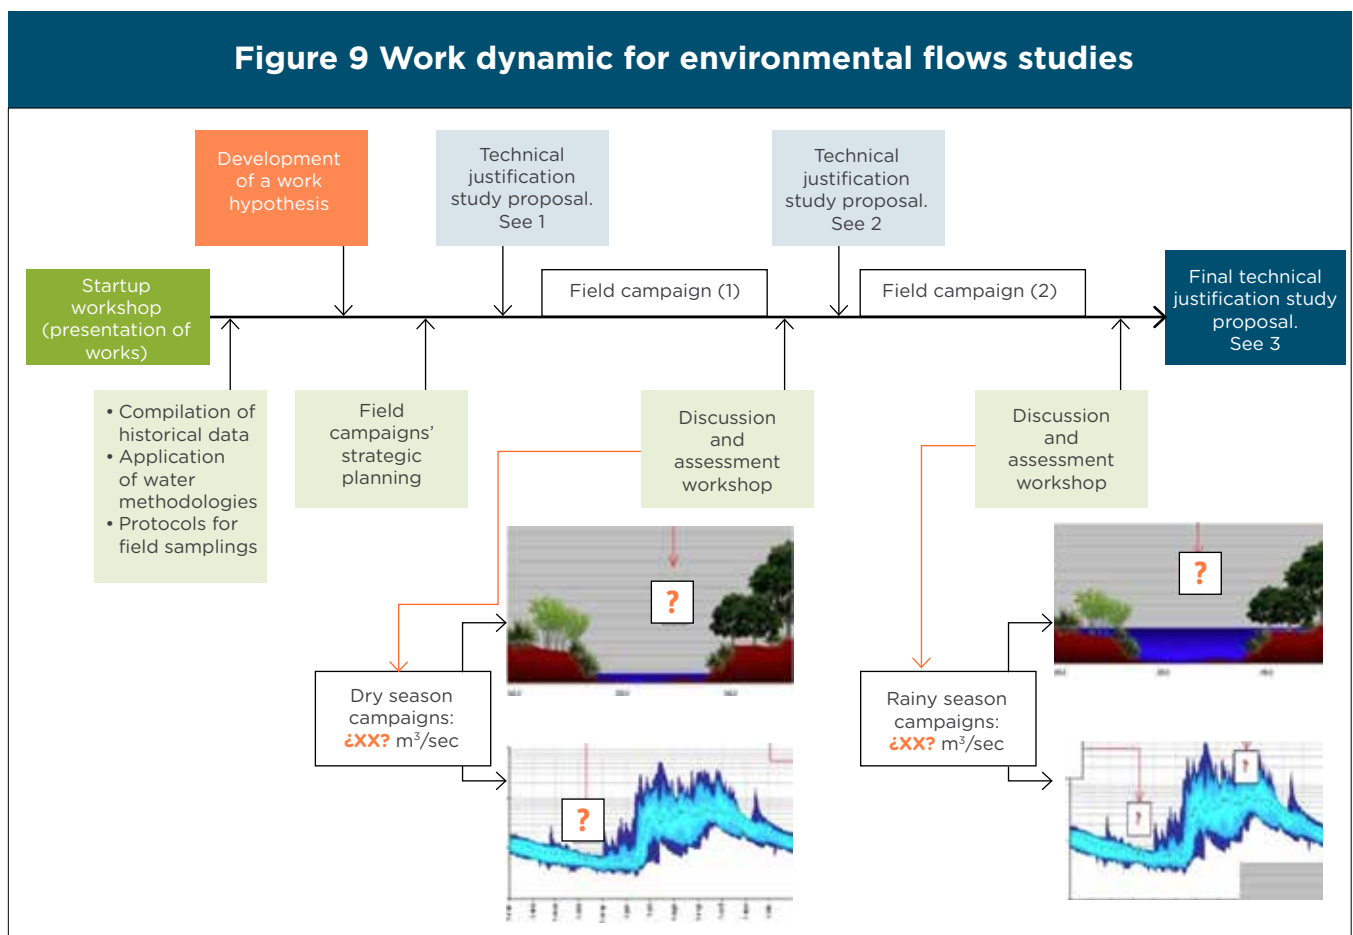 Figure 9 Work dynamic for environmental flows studies
Development
of a work
hypothesis
Technical
justification
study proposal.
See 1
Technical
justification
study proposal.
See 2
Startup
workshop
(presentation of
works)
Field campaign (1)
Field campaign (2)
Final technical
justification study
proposal.
See 3
• Compilation of
historical data
• Application
of water
methodologies
• Protocols for
field samplings
Field
campaigns'
strategic
planning
Discussion
and
assessment
workshop
Discussion
and
assessment
workshop
?
?
Dry season
campaigns:
¿XX? m³/sec
Rainy season
campaigns:
¿XX? m³/sec
?
?
?